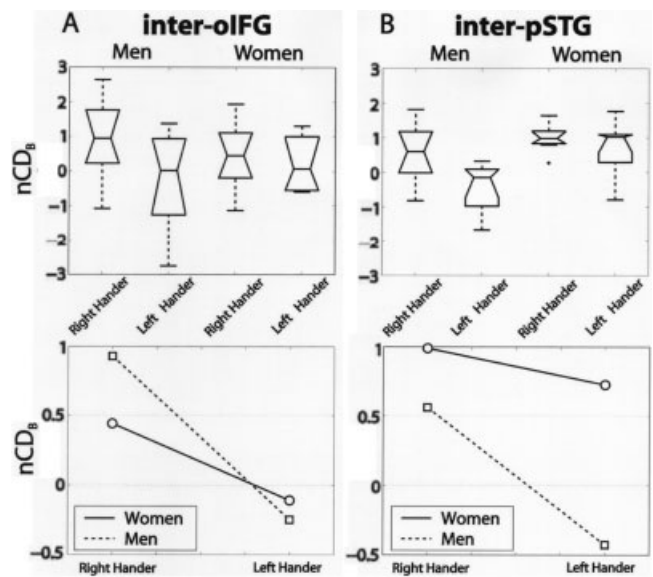 A inter-oIFG
Men Women
3
2
1
0
−1
−2
−3
nCD_B
Right Hander
Left Hander
Right Hander
Left Hander
1
0.5
0
−0.5
nCD_B
Women
Men
Right Hander Left Hander
B inter-pSTG
Men Women
3
2
1
0
−1
−2
−3
Right Hander
Left Hander
Right Hander
Left Hander
1
0.5
0
−0.5
Women
Men
Right Hander Left Hander